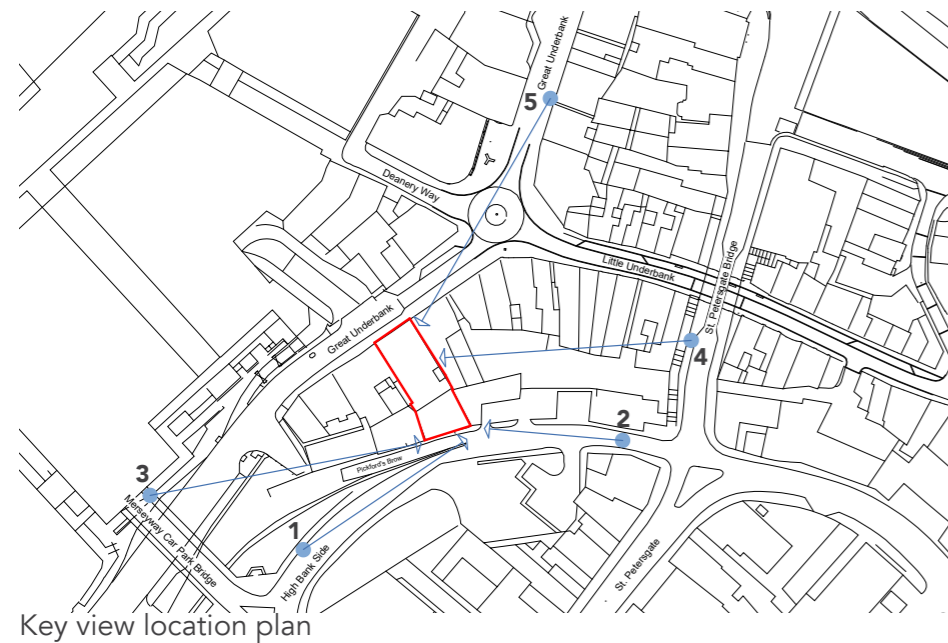 Great Underbank
5
Deanery Way
Little Underbank
St. Petersgate Bridge
Great Underbank
4
2
Pickford's Brow
3
Merseyway Car Park Bridge
1
High Bank Side
St. Petersgate
Key view location plan